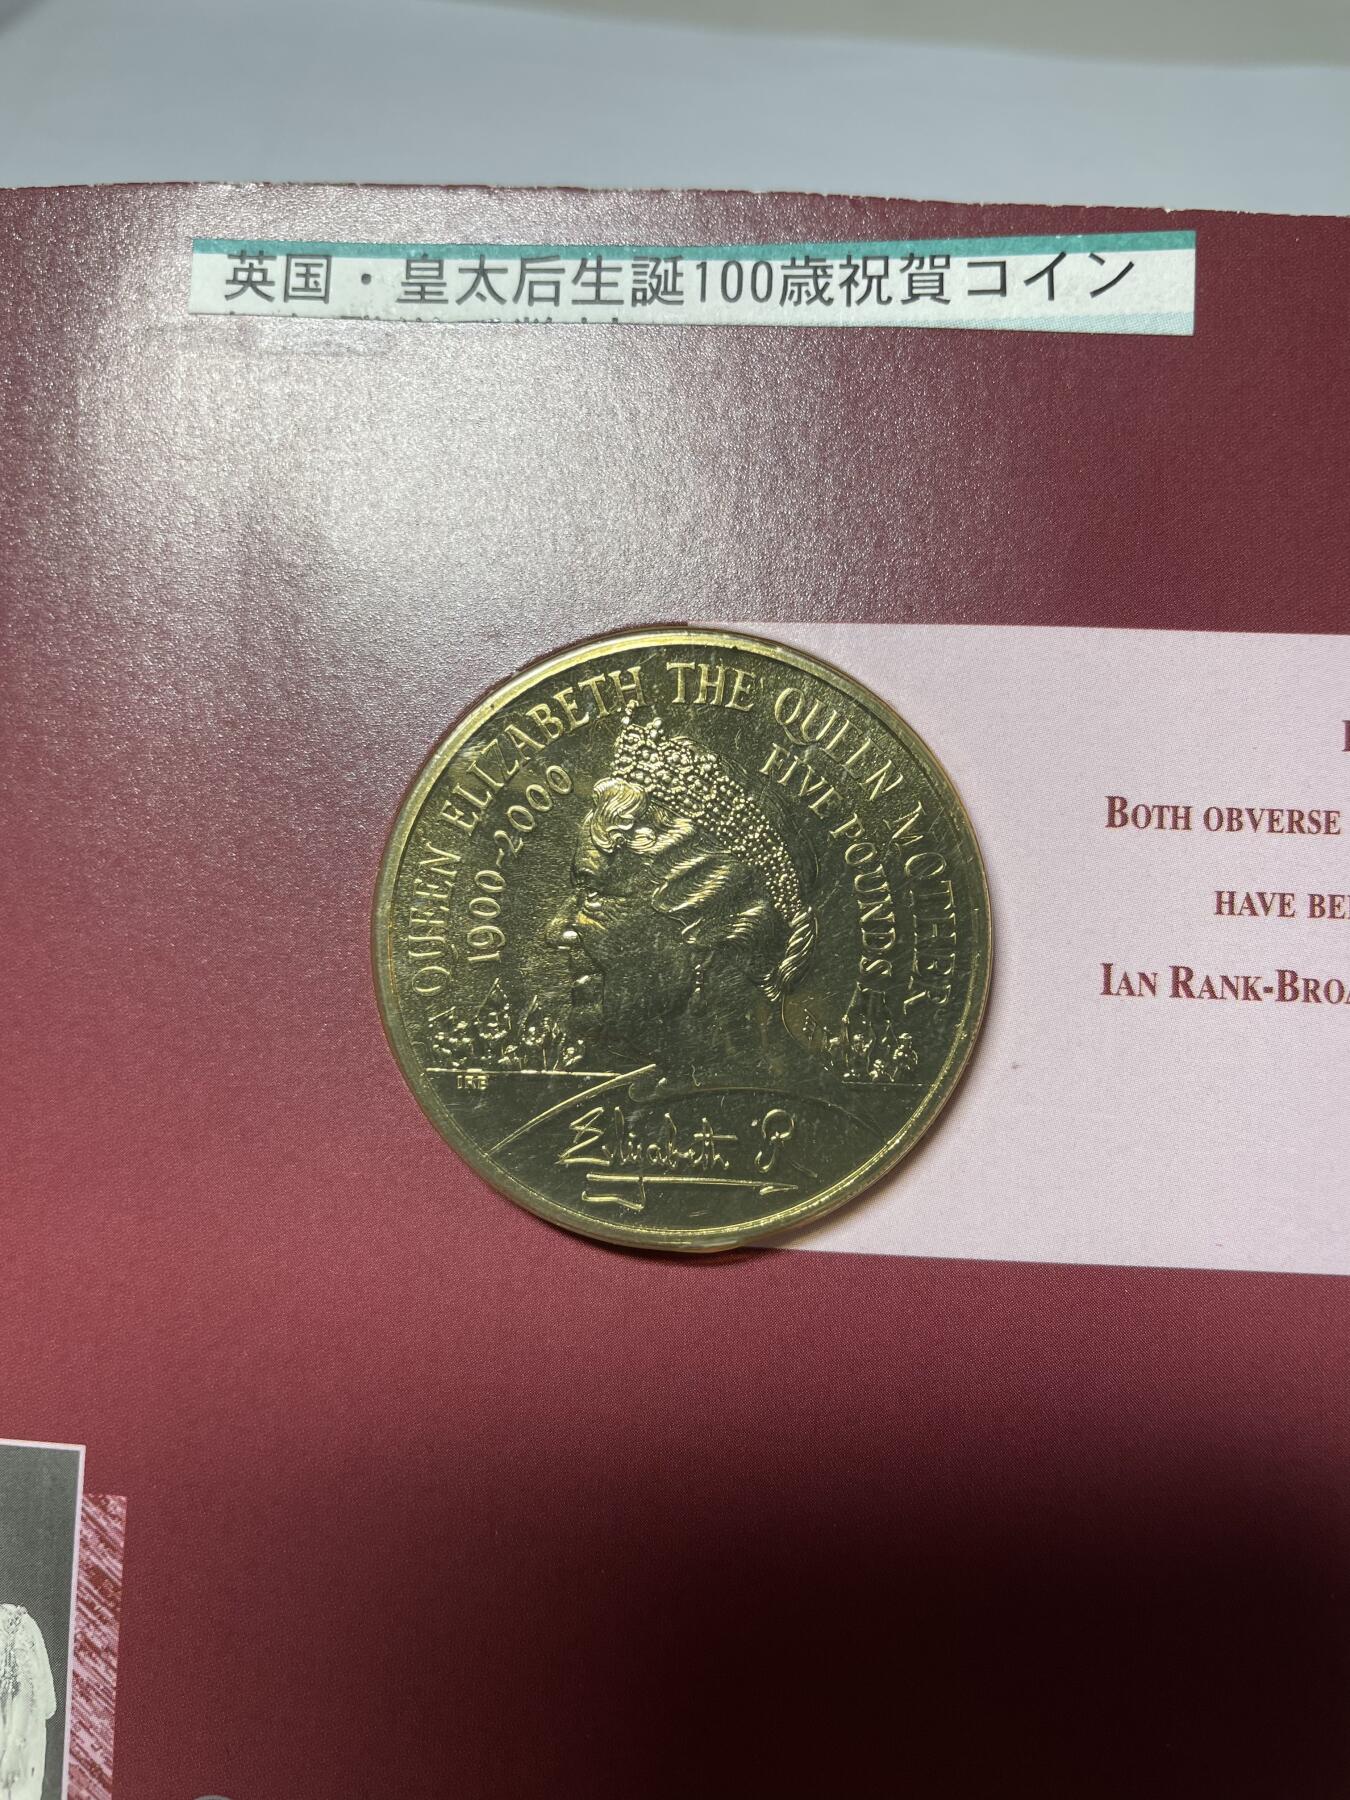 英国・皇太后生誕100歳祝賀コイン
QUEEN ELIZABETH THE QUEEN MOTHER
1900-2000
FIVE POUNDS
IRB
Elizabeth R
BOTH OBVERSE
HAVE BE
IAN RANK-BRO